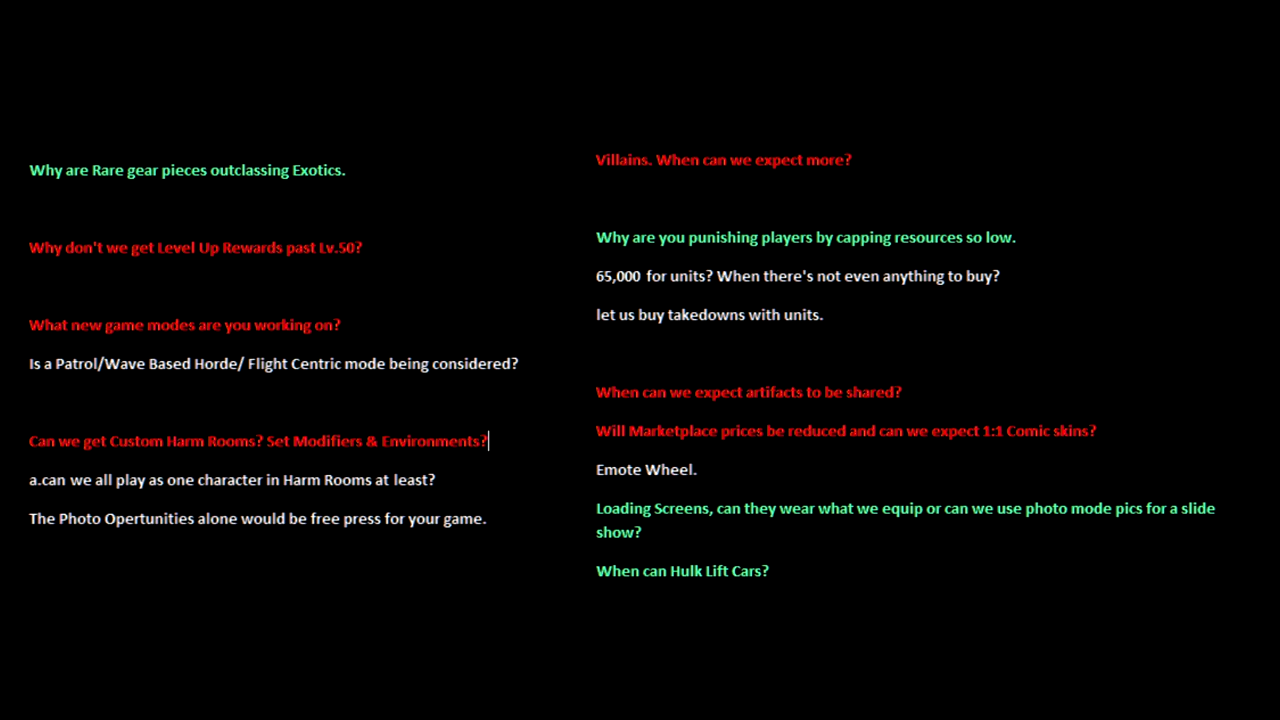 Why are Rare gear pieces outclassing Exotics.
Why don't we get Level Up Rewards past Lv.50?
What new game modes are you working on?
Is a Patrol/Wave Based Horde/ Flight Centric mode being considered?
Can we get Custom Harm Rooms? Set Modifiers & Environments?
a.can we all play as one character in Harm Rooms at least?
The Photo Opertunities alone would be free press for your game.
Villains. When can we expect more?
Why are you punishing players by capping resources so low.
65,000 for units? When there's not even anything to buy?
let us buy takedowns with units.
When can we expect artifacts to be shared?
Will Marketplace prices be reduced and can we expect 1:1 Comic skins?
Emote Wheel.
Loading Screens, can they wear what we equip or can we use photo mode pics for a slide
show?
When can Hulk Lift Cars?